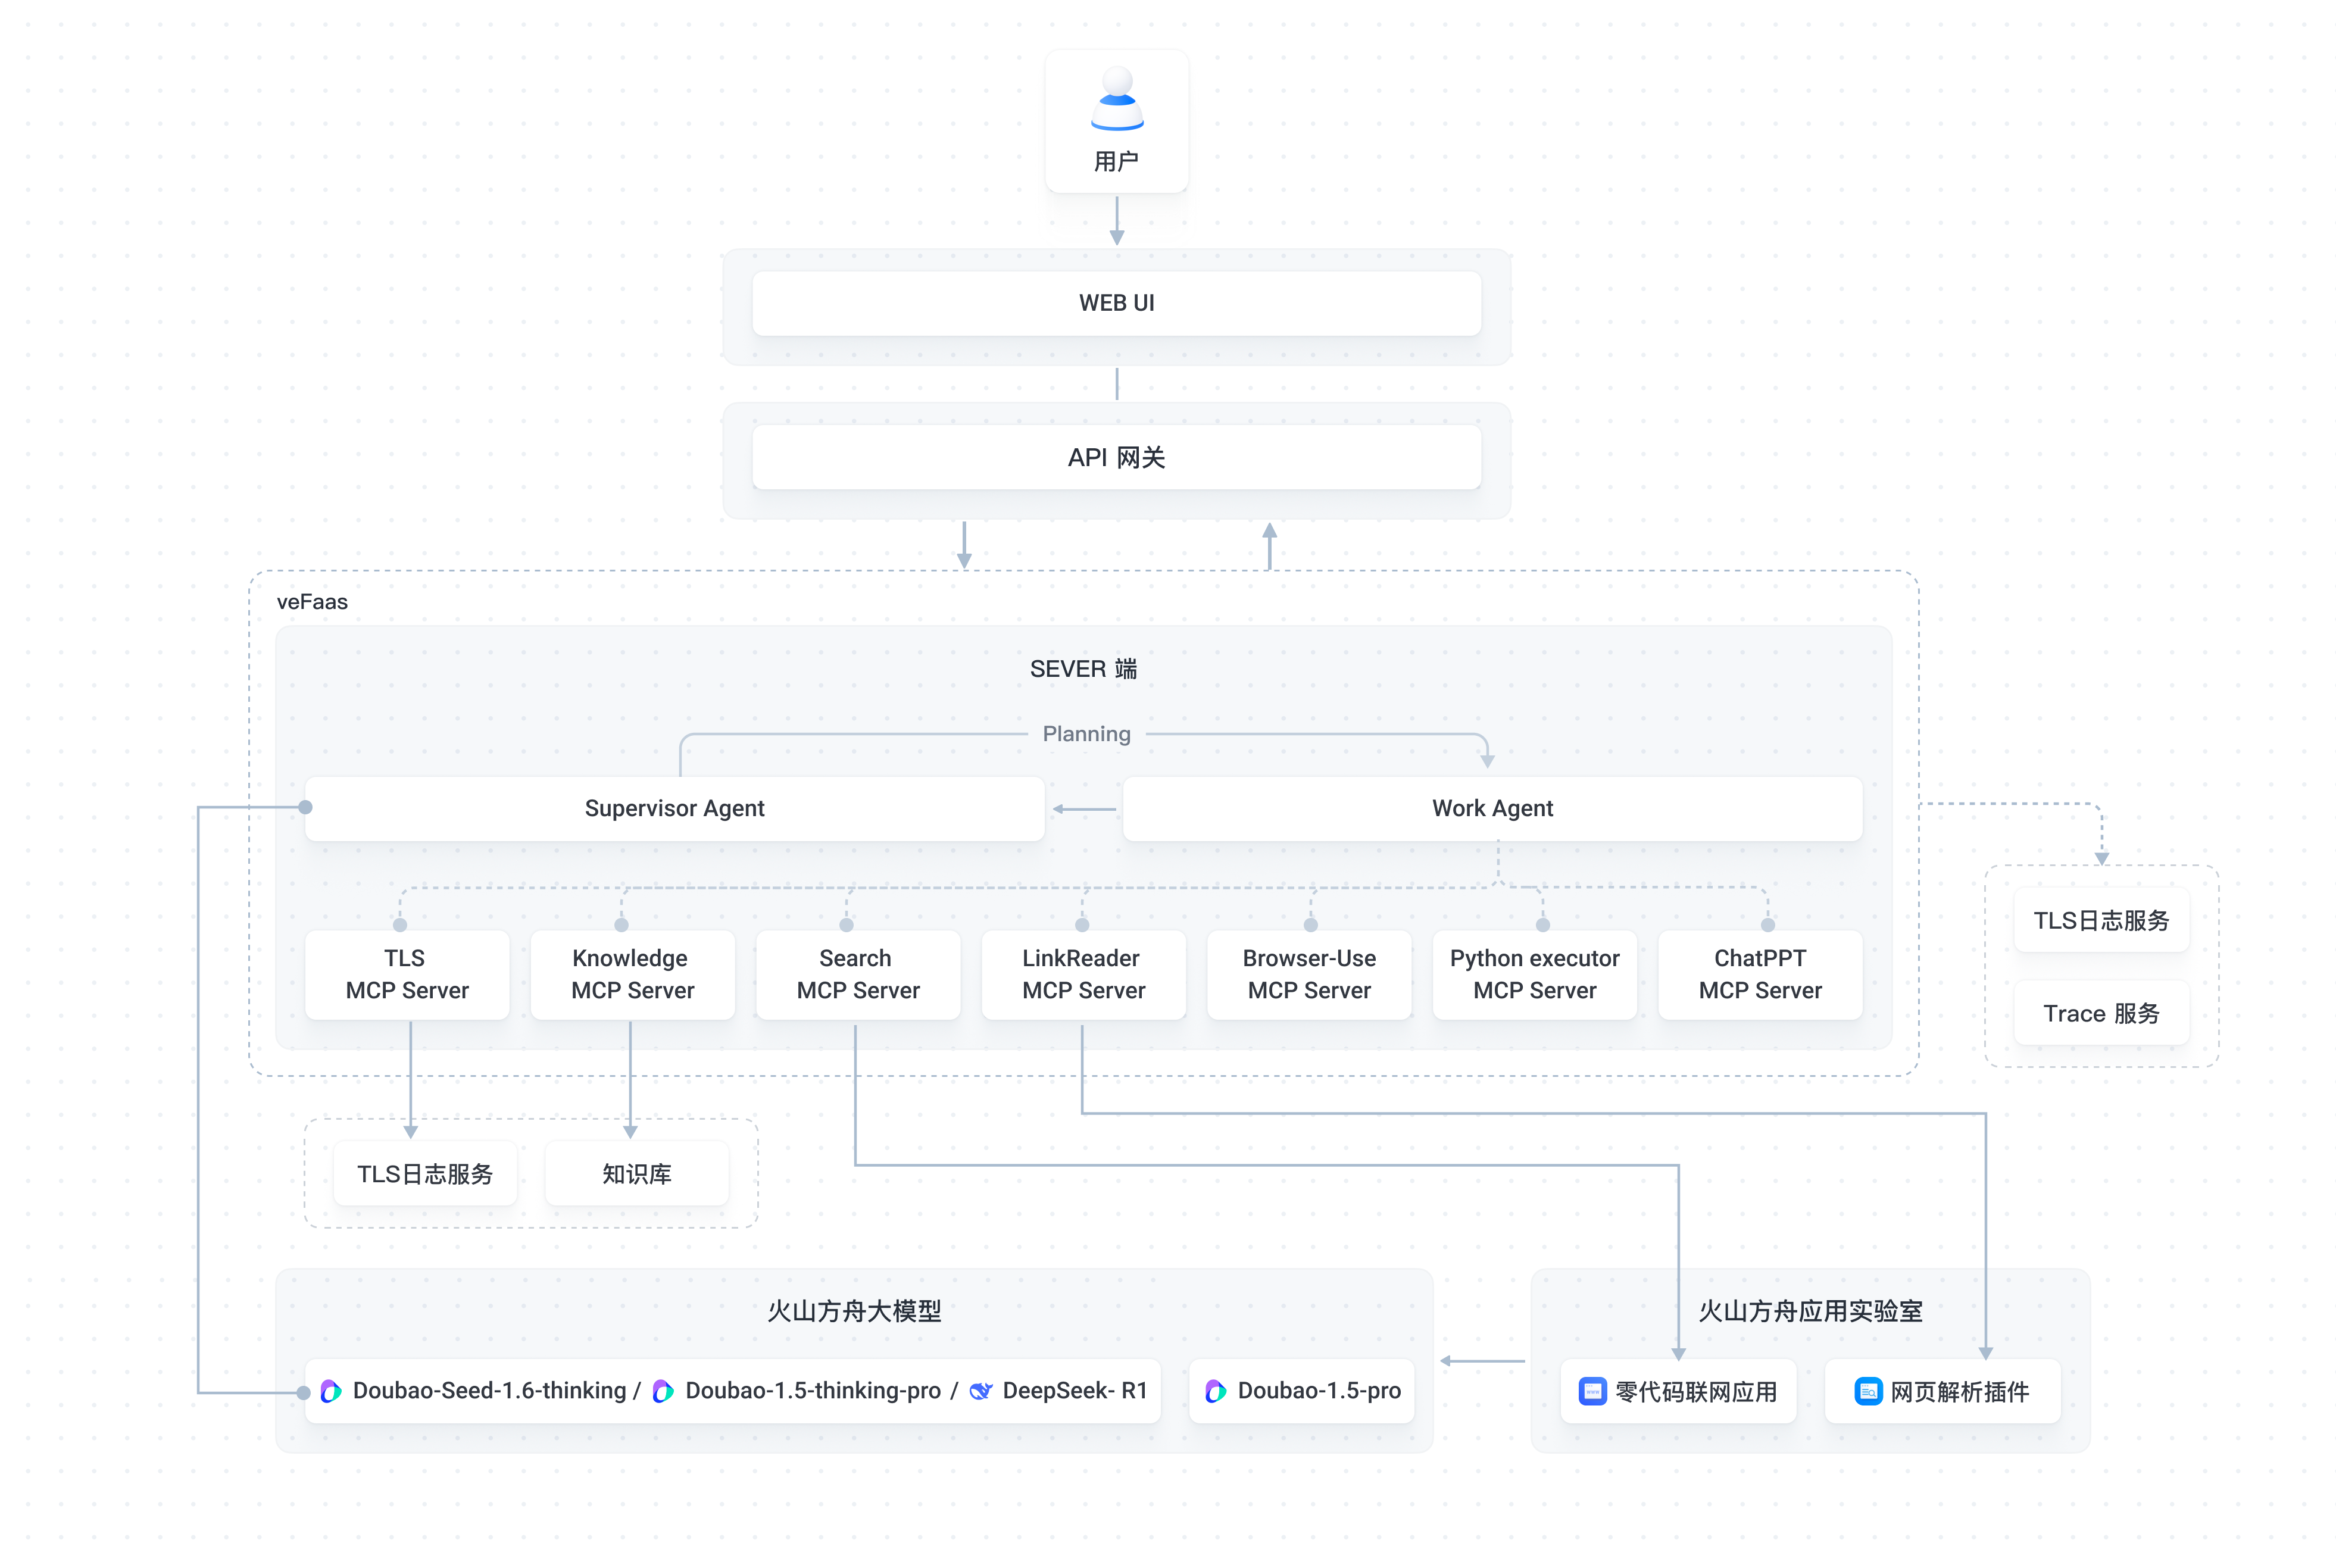 用户
WEB UI
API 网关
veFaas
SEVER 端
Planning
Supervisor Agent
Work Agent
TLS
MCP Server
Knowledge
MCP Server
Search
MCP Server
LinkReader
MCP Server
Browser-Use
MCP Server
Python executor
MCP Server
ChatPPT
MCP Server
TLS日志服务
Trace 服务
TLS日志服务
知识库
火山方舟大模型
Doubao-Seed-1.6-thinking / Doubao-1.5-thinking-pro / DeepSeek- R1
Doubao-1.5-pro
火山方舟应用实验室
www 零代码联网应用
网页解析插件